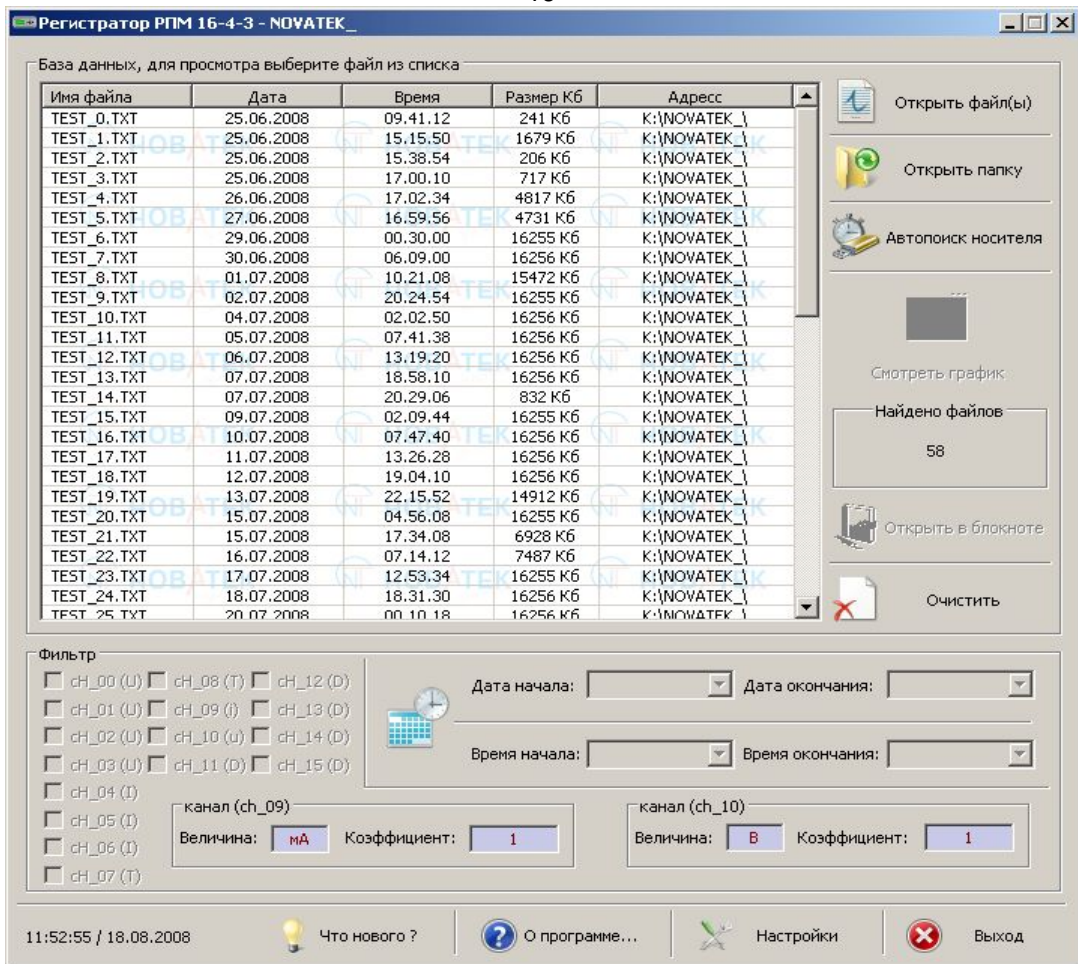 Регистратор РПМ 16-4-3 - NOVATEK_
База данных, для просмотра выберите файл из списка
Имя файла Дата Время Размер Кб Адресс
TEST_0.TXT 25.06.2008 09.41.12 241 Кб K:\NOVATEK_\
TEST_1.TXT 25.06.2008 15.15.50 1679 Кб K:\NOVATEK_\
TEST_2.TXT 25.06.2008 15.38.54 206 Кб K:\NOVATEK_\
TEST_3.TXT 25.06.2008 17.00.10 717 Кб K:\NOVATEK_\
TEST_4.TXT 26.06.2008 17.02.34 4817 Кб K:\NOVATEK_\
TEST_5.TXT 27.06.2008 16.59.56 4731 Кб K:\NOVATEK_\
TEST_6.TXT 29.06.2008 00.30.00 16255 Кб K:\NOVATEK_\
TEST_7.TXT 30.06.2008 06.09.00 16256 Кб K:\NOVATEK_\
TEST_8.TXT 01.07.2008 10.21.08 15472 Кб K:\NOVATEK_\
TEST_9.TXT 02.07.2008 20.24.54 16255 Кб K:\NOVATEK_\
TEST_10.TXT 04.07.2008 02.02.50 16256 Кб K:\NOVATEK_\
TEST_11.TXT 05.07.2008 07.41.38 16256 Кб K:\NOVATEK_\
TEST_12.TXT 06.07.2008 13.19.20 16256 Кб K:\NOVATEK_\
TEST_13.TXT 07.07.2008 18.58.10 16256 Кб K:\NOVATEK_\
TEST_14.TXT 07.07.2008 20.29.06 832 Кб K:\NOVATEK_\
TEST_15.TXT 09.07.2008 02.09.44 16255 Кб K:\NOVATEK_\
TEST_16.TXT 10.07.2008 07.47.40 16256 Кб K:\NOVATEK_\
TEST_17.TXT 11.07.2008 13.26.28 16256 Кб K:\NOVATEK_\
TEST_18.TXT 12.07.2008 19.04.10 16256 Кб K:\NOVATEK_\
TEST_19.TXT 13.07.2008 22.15.52 14912 Кб K:\NOVATEK_\
TEST_20.TXT 15.07.2008 04.56.08 16255 Кб K:\NOVATEK_\
TEST_21.TXT 15.07.2008 17.34.08 6928 Кб K:\NOVATEK_\
TEST_22.TXT 16.07.2008 07.14.12 7487 Кб K:\NOVATEK_\
TEST_23.TXT 17.07.2008 12.53.34 16255 Кб K:\NOVATEK_\
TEST_24.TXT 18.07.2008 18.31.30 16256 Кб K:\NOVATEK_\
TEST_25.TXT 20.07.2008 00.10.18 16256 Кб K:\NOVATEK_\
Открыть файл(ы)
Открыть папку
Автопоиск носителя
Смотреть график
Найдено файлов
58
Открыть в блокноте
Очистить
Фильтр
cH_00 (U) cH_08 (T) cH_12 (D)
cH_01 (U) cH_09 (i) cH_13 (D)
cH_02 (U) cH_10 (u) cH_14 (D)
cH_03 (U) cH_11 (D) cH_15 (D)
cH_04 (I)
cH_05 (I)
cH_06 (I)
cH_07 (T)
Дата начала: Дата окончания:
Время начала: Время окончания:
канал (ch_09)
Величина: мА Коэффициент: 1
канал (ch_10)
Величина: В Коэффициент: 1
11:52:55 / 18.08.2008 Что нового ? О программе... Настройки Выход